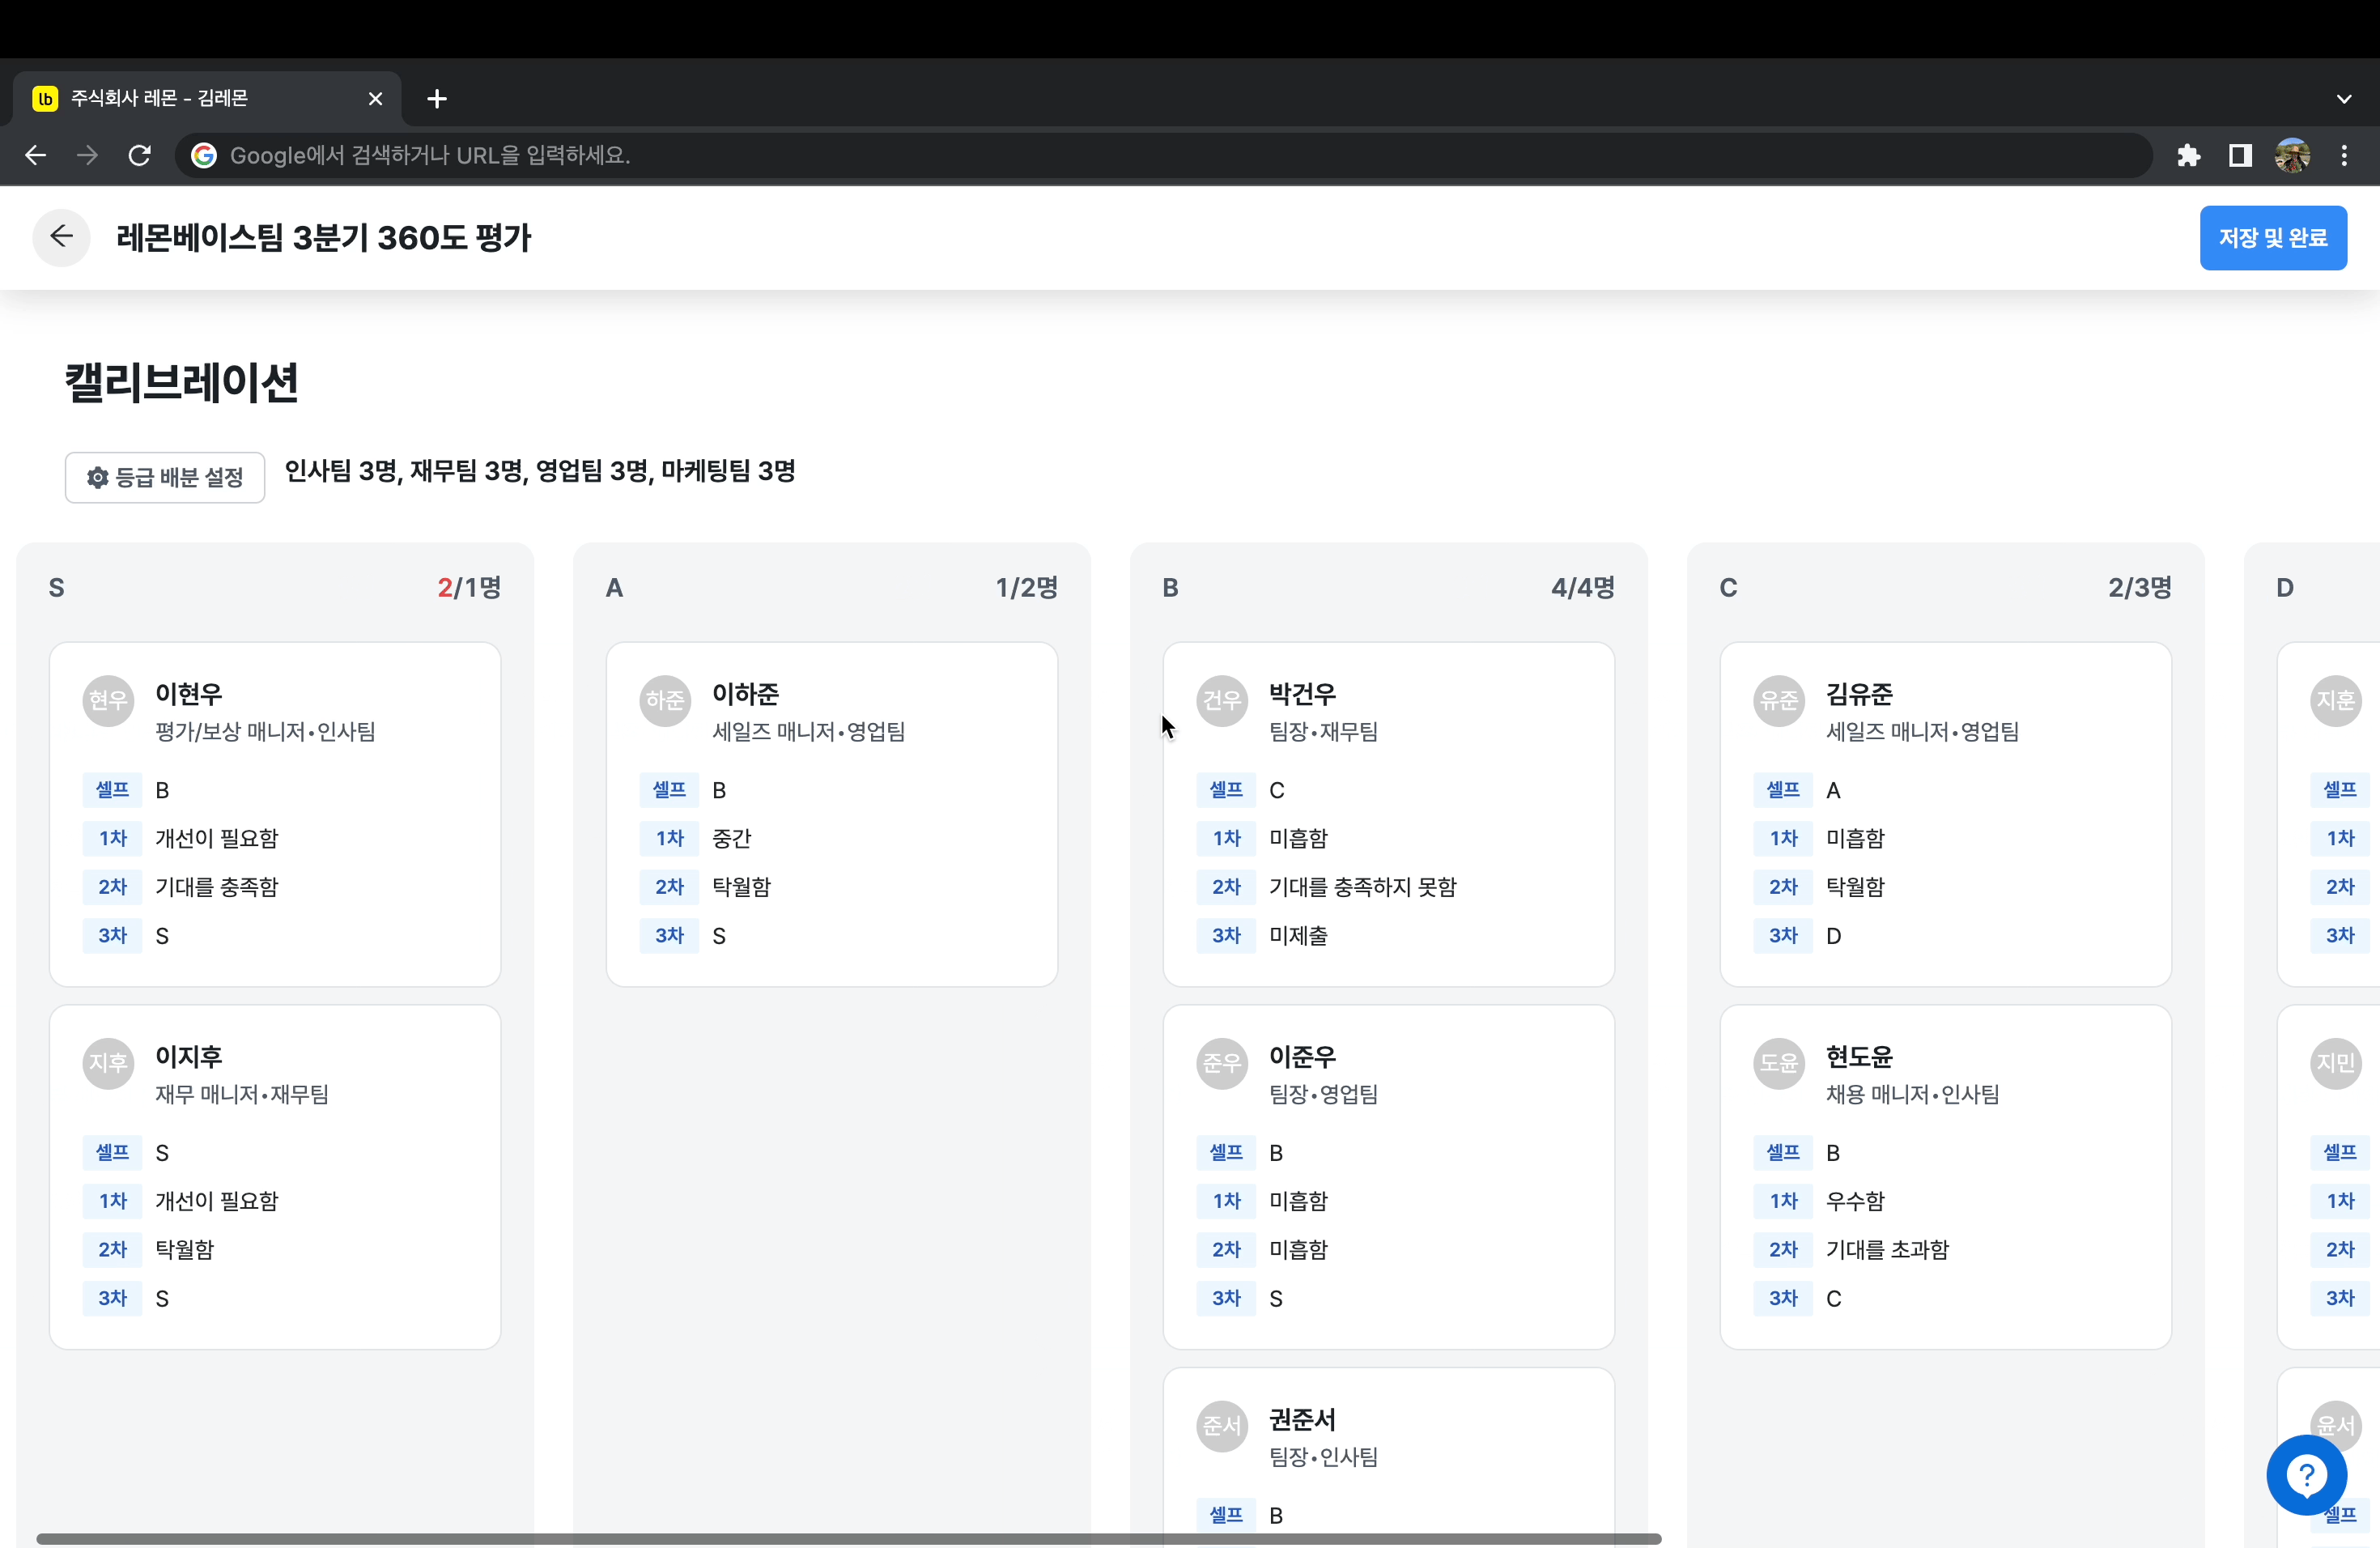 lb 주식회사 레몬 - 김레몬
Google에서 검색하거나 URL을 입력하세요.
레몬베이스팀 3분기 360도 평가
저장 및 완료
캘리브레이션
등급 배분 설정
인사팀 3명, 재무팀 3명, 영업팀 3명, 마케팅팀 3명
S 2/1명
현우 이현우
평가/보상 매니저•인사팀
셀프 B
1차 개선이 필요함
2차 기대를 충족함
3차 S
지후 이지후
재무 매니저•재무팀
셀프 S
1차 개선이 필요함
2차 탁월함
3차 S
A 1/2명
하준 이하준
세일즈 매니저•영업팀
셀프 B
1차 중간
2차 탁월함
3차 S
B 4/4명
건우 박건우
팀장•재무팀
셀프 C
1차 미흡함
2차 기대를 충족하지 못함
3차 미제출
준우 이준우
팀장•영업팀
셀프 B
1차 미흡함
2차 미흡함
3차 S
준서 권준서
팀장•인사팀
셀프 B
C 2/3명
유준 김유준
세일즈 매니저•영업팀
셀프 A
1차 미흡함
2차 탁월함
3차 D
도윤 현도윤
채용 매니저•인사팀
셀프 B
1차 우수함
2차 기대를 초과함
3차 C
D
지훈
셀프
1차
2차
3차
지민
셀프
1차
2차
3차
윤서
셀프